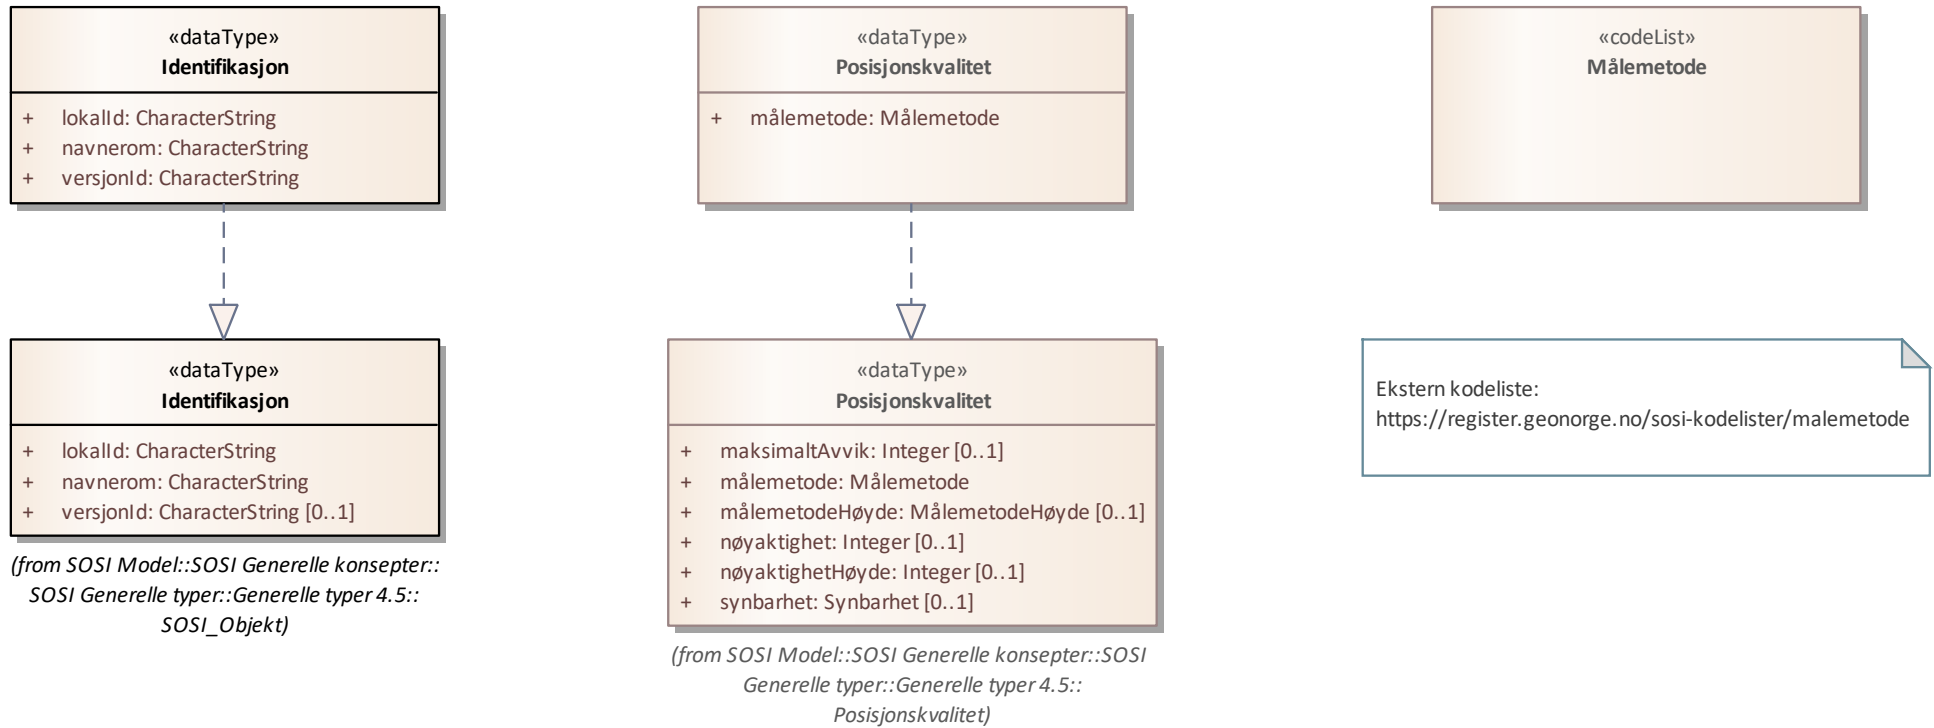 «dataType»
Identifikasjon
+ lokalId: CharacterString
+ navnerom: CharacterString
+ versjonId: CharacterString
«dataType»
Posisjonskvalitet
+ målemetode: Målemetode
«codeList»
Målemetode
«dataType»
Identifikasjon
+ lokalId: CharacterString
+ navnerom: CharacterString
+ versjonId: CharacterString [0..1]
(from SOSI Model::SOSI Generelle konsepter::
SOSI Generelle typer::Generelle typer 4.5::
SOSI_Objekt)
«dataType»
Posisjonskvalitet
+ maksimaltAvvik: Integer [0..1]
+ målemetode: Målemetode
+ målemetodeHøyde: MålemetodeHøyde [0..1]
+ nøyaktighet: Integer [0..1]
+ nøyaktighetHøyde: Integer [0..1]
+ synbarhet: Synbarhet [0..1]
(from SOSI Model::SOSI Generelle konsepter::SOSI
Generelle typer::Generelle typer 4.5::
Posisjonskvalitet)
Ekstern kodeliste:
https://register.geonorge.no/sosi-kodelister/malemetode